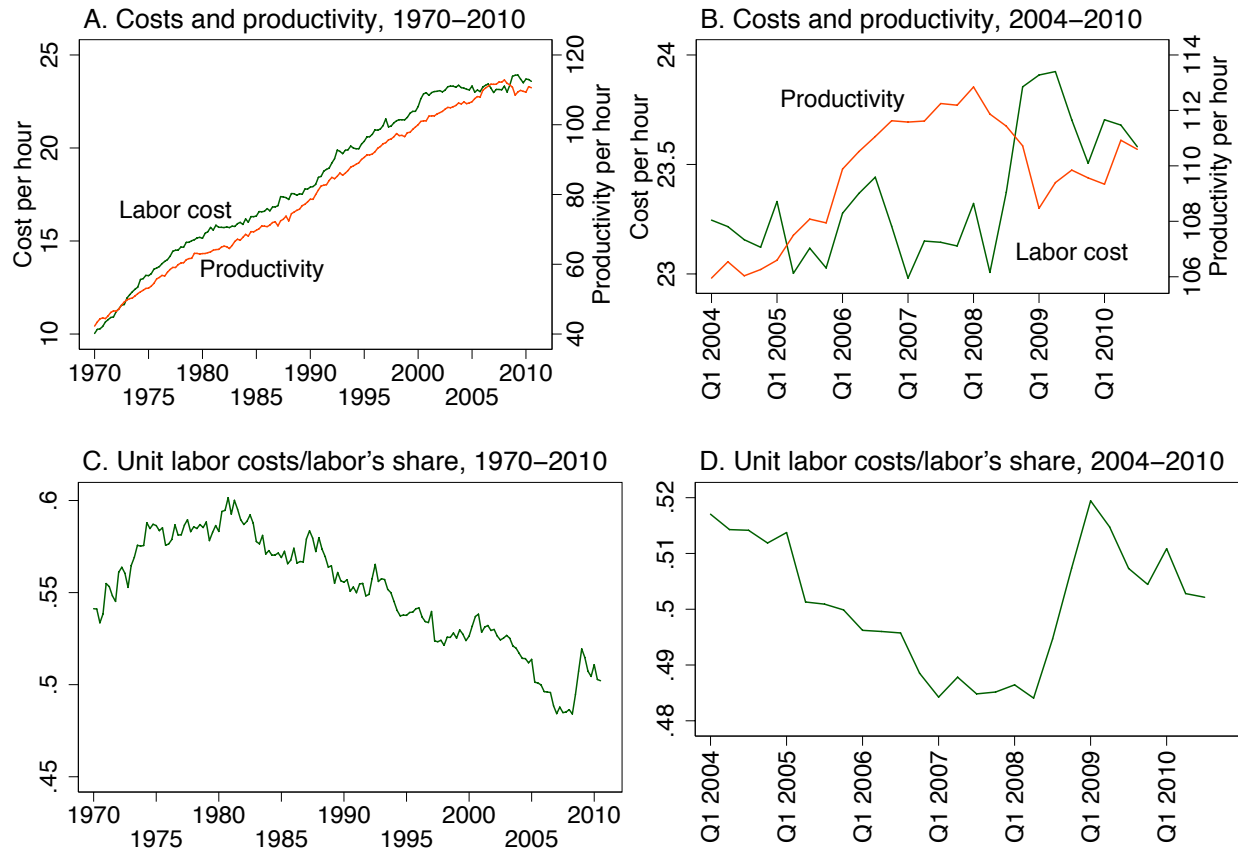 A. Costs and productivity, 1970−2010
Cost per hour
10
15
20
25
Productivity per hour
40
60
80
100
120
Labor cost
Productivity
1970
1975
1980
1985
1990
1995
2000
2005
2010
B. Costs and productivity, 2004−2010
Cost per hour
23
23.5
24
Productivity per hour
106
108
110
112
114
Productivity
Labor cost
Q1 2004
Q1 2005
Q1 2006
Q1 2007
Q1 2008
Q1 2009
Q1 2010
C. Unit labor costs/labor’s share, 1970−2010
.45
.5
.55
.6
1970
1975
1980
1985
1990
1995
2000
2005
2010
D. Unit labor costs/labor’s share, 2004−2010
.48
.49
.5
.51
.52
Q1 2004
Q1 2005
Q1 2006
Q1 2007
Q1 2008
Q1 2009
Q1 2010